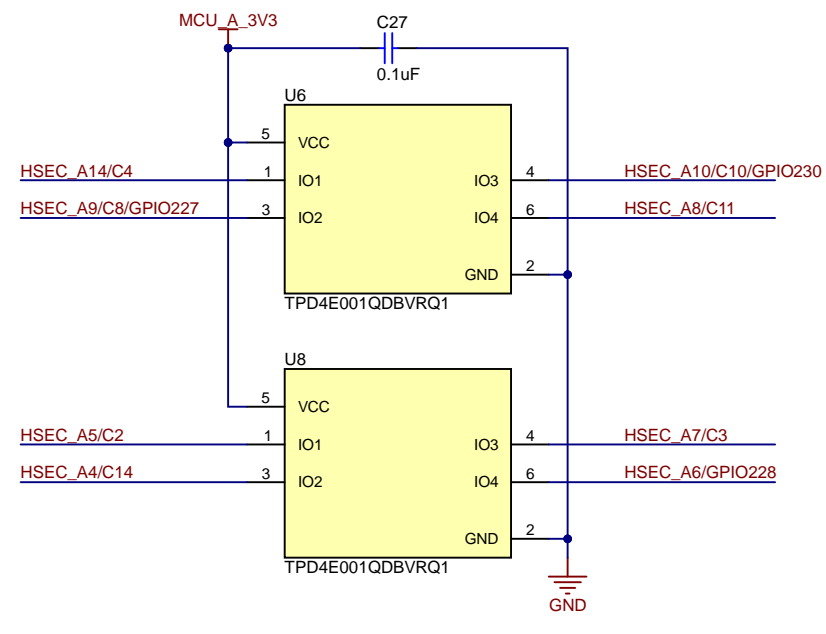 MCU_A_3V3
C27
0.1uF
U6
5 VCC
HSEC_A14/C4 1 IO1 IO3 4 HSEC_A10/C10/GPIO230
HSEC_A9/C8/GPIO227 3 IO2 IO4 6 HSEC_A8/C11
GND 2
TPD4E001QDBVRQ1
U8
5 VCC
HSEC_A5/C2 1 IO1 IO3 4 HSEC_A7/C3
HSEC_A4/C14 3 IO2 IO4 6 HSEC_A6/GPIO228
GND 2
TPD4E001QDBVRQ1
GND